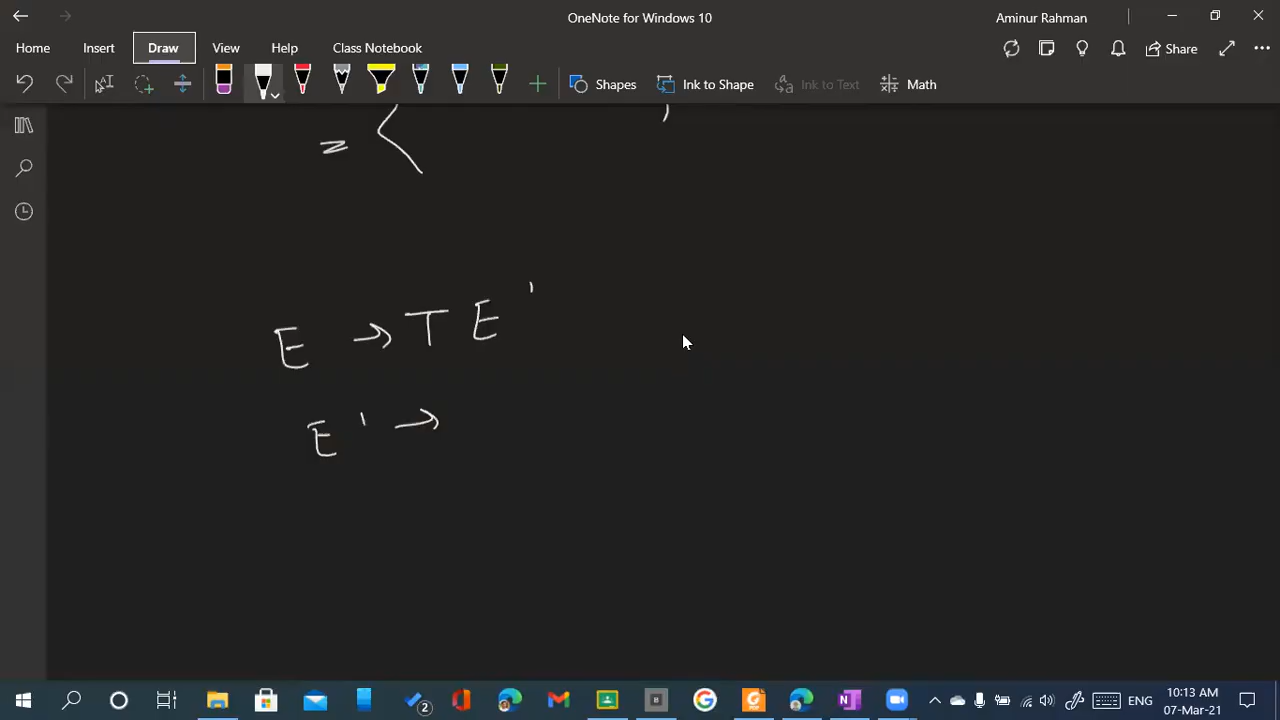 OneNote for Windows 10
Aminur Rahman
Home Insert Draw View Help Class Notebook
Share
Shapes Ink to Shape Ink to Text Math
=
E → T E '
E ' →
2
ENG
10:13 AM
07-Mar-21